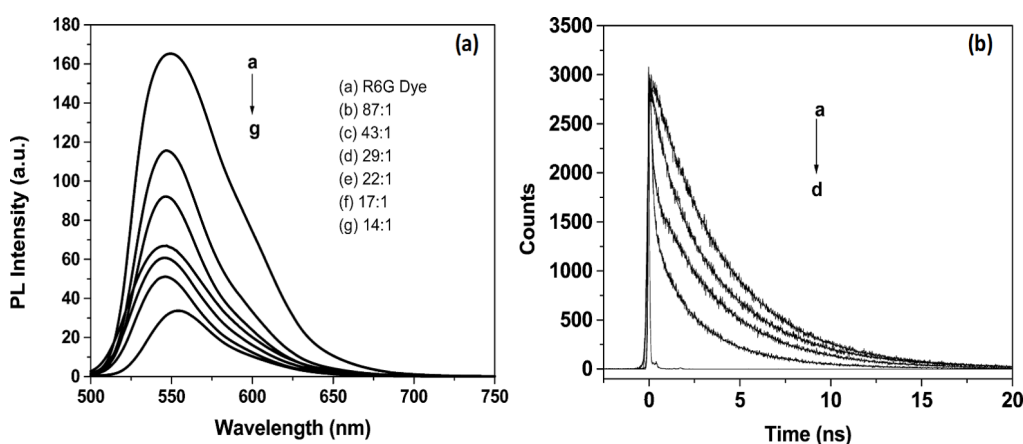 (a)
a
g
(a) R6G Dye
(b) 87:1
(c) 43:1
(d) 29:1
(e) 22:1
(f) 17:1
(g) 14:1
180
160
140
120
100
80
60
40
20
0
500
550
600
650
700
750
PL Intensity (a.u.)
Wavelength (nm)
(b)
a
d
3500
3000
2500
2000
1500
1000
500
0
0
5
10
15
20
Counts
Time (ns)